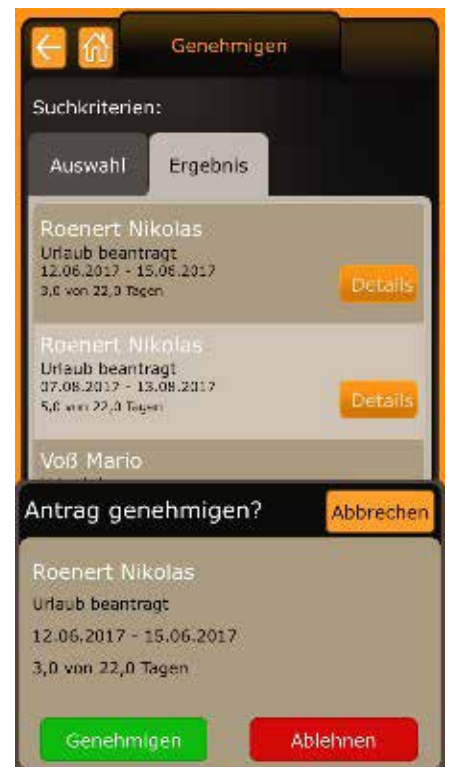 Genehmigen
Suchkriterien:
Auswahl Ergebnis
Roenert Nikolas
Urlaub beantragt
12.06.2017 - 15.06.2017
3,0 von 22,0 Tagen
Details
Roenert Nikolas
Urlaub beantragt
07.08.2017 - 13.08.2017
5,0 von 22,0 Tagen
Details
Voß Mario
Antrag genehmigen? Abbrechen
Roenert Nikolas
Urlaub beantragt
12.06.2017 - 15.06.2017
3,0 von 22,0 Tagen
Genehmigen Ablehnen